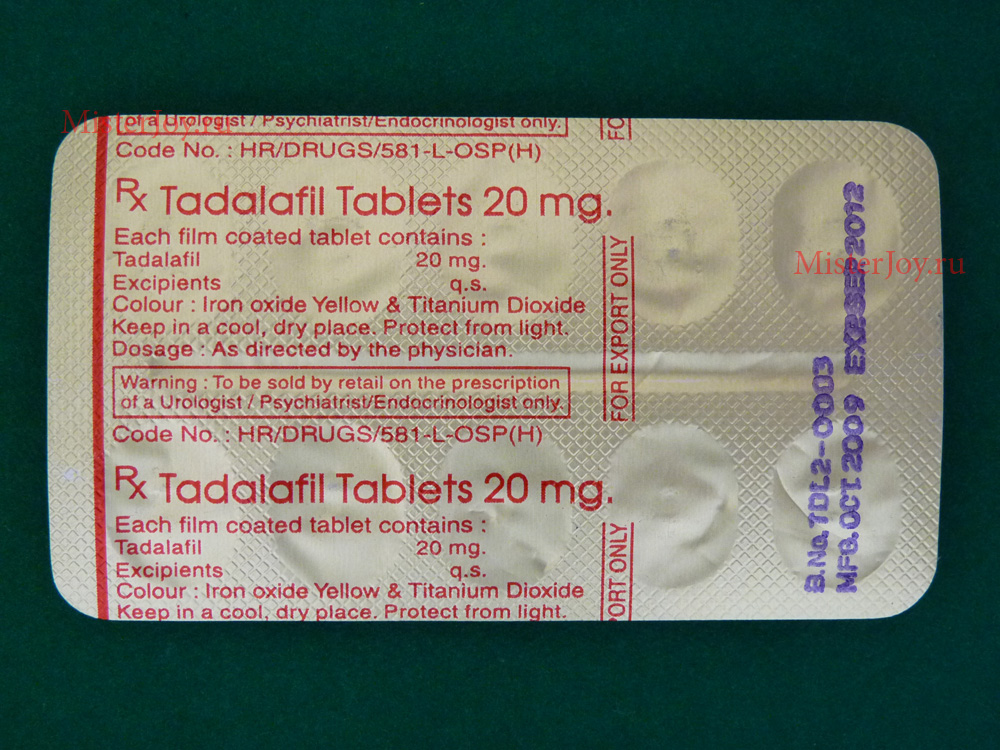 MisterJoy.ru
of a Urologist / Psychiatrist/Endocrinologist only.
Code No. : HR/DRUGS/581-L-OSP(H)
Rx Tadalafil Tablets 20 mg.
Each film coated tablet contains :
Tadalafil 20 mg.
Excipients q.s.
Colour : Iron oxide Yellow & Titanium Dioxide
Keep in a cool, dry place. Protect from light.
Dosage : As directed by the physician.
Warning : To be sold by retail on the prescription
of a Urologist / Psychiatrist/Endocrinologist only.
Code No. : HR/DRUGS/581-L-OSP(H)
Rx Tadalafil Tablets 20 mg.
Each film coated tablet contains :
Tadalafil 20 mg.
Excipients q.s.
Colour : Iron oxide Yellow & Titanium Dioxide
Keep in a cool, dry place. Protect from light.
FO
FOR EXPORT ONLY
PORT ONLY
MisterJoy.ru
B.No.TDL2-0003
MFG.OCT 2009 EXP.SEP.2012